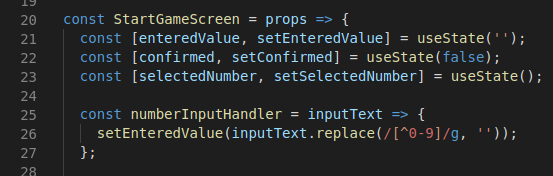 19
20 const StartGameScreen = props => {
21 const [enteredValue, setEnteredValue] = useState('');
22 const [confirmed, setConfirmed] = useState(false);
23 const [selectedNumber, setSelectedNumber] = useState();
24
25 const numberInputHandler = inputText => {
26 setEnteredValue(inputText.replace(/[^0-9]/g, ''));
27 };
28